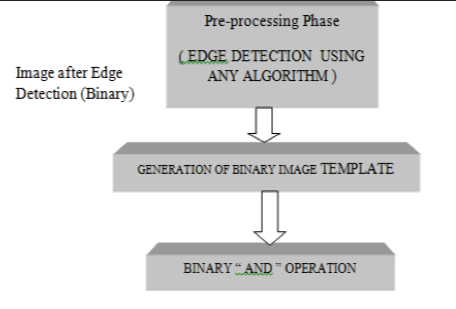 Pre-processing Phase
( EDGE DETECTION USING
ANY ALGORITHM )
Image after Edge
Detection (Binary)
GENERATION OF BINARY IMAGE TEMPLATE
BINARY “ AND ” OPERATION